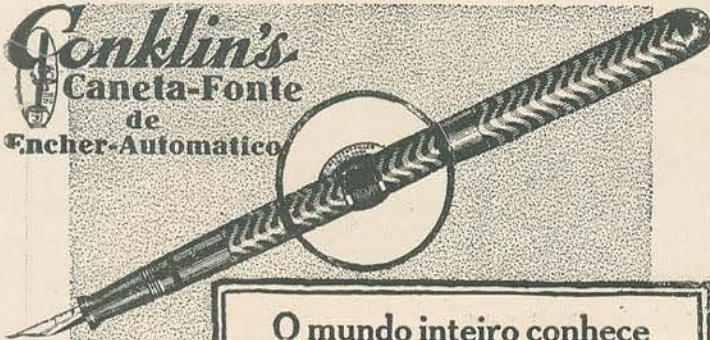 Conklin's
Caneta-Fonte
de
Encher-Automatico
O mundo inteiro conhece